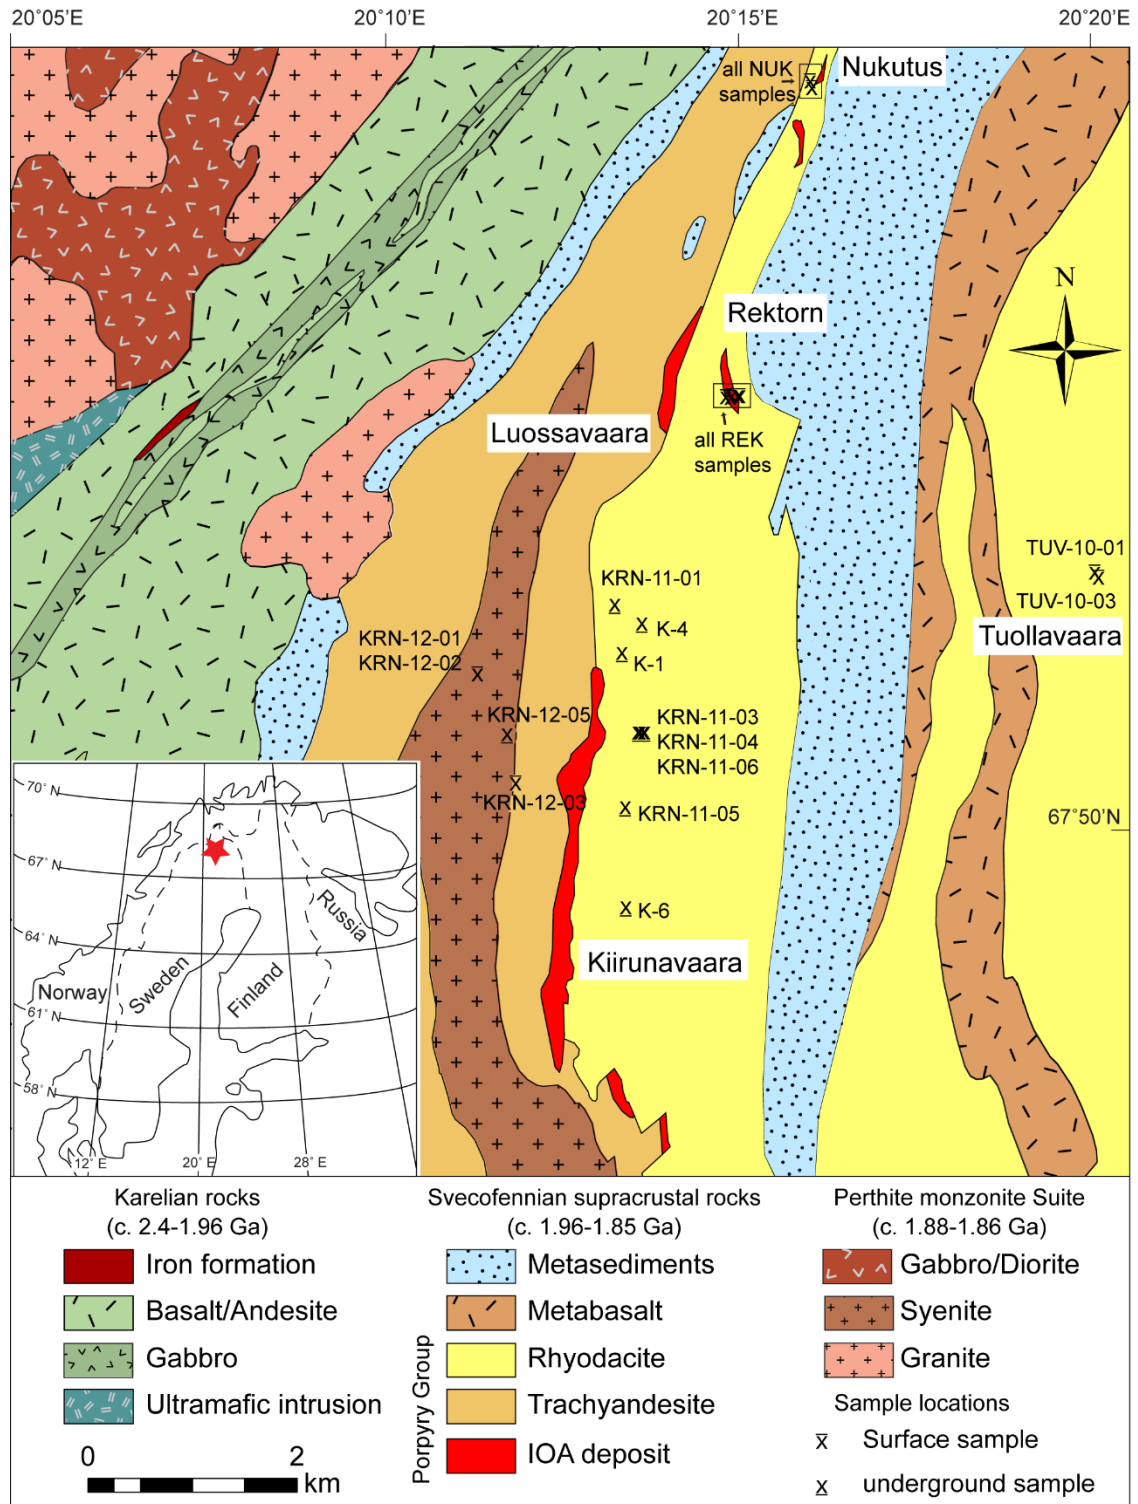 20°05'E
20°10'E
20°15'E
20°20'E
all NUK
samples
Nukutus
N
Rektorn
Luossavaara
all REK
samples
TUV-10-01
TUV-10-03
Tuollavaara
KRN-11-01
K-4
K-1
KRN-12-01
KRN-12-02
KRN-12-05
KRN-11-03
KRN-11-04
KRN-11-06
KRN-12-03
KRN-11-05
67°50'N
K-6
Kiirunavaara
70° N
67° N
64° N
61° N
58° N
Norway
Sweden
Finland
Russia
12° E
20° E
28° E
Karelian rocks
(c. 2.4-1.96 Ga)
Iron formation
Basalt/Andesite
Gabbro
Ultramafic intrusion
0
2
km
Svecofennian supracrustal rocks
(c. 1.96-1.85 Ga)
Metasediments
Metabasalt
Porpyry Group
Rhyodacite
Trachyandesite
IOA deposit
Perthite monzonite Suite
(c. 1.88-1.86 Ga)
Gabbro/Diorite
Syenite
Granite
Sample locations
Surface sample
underground sample